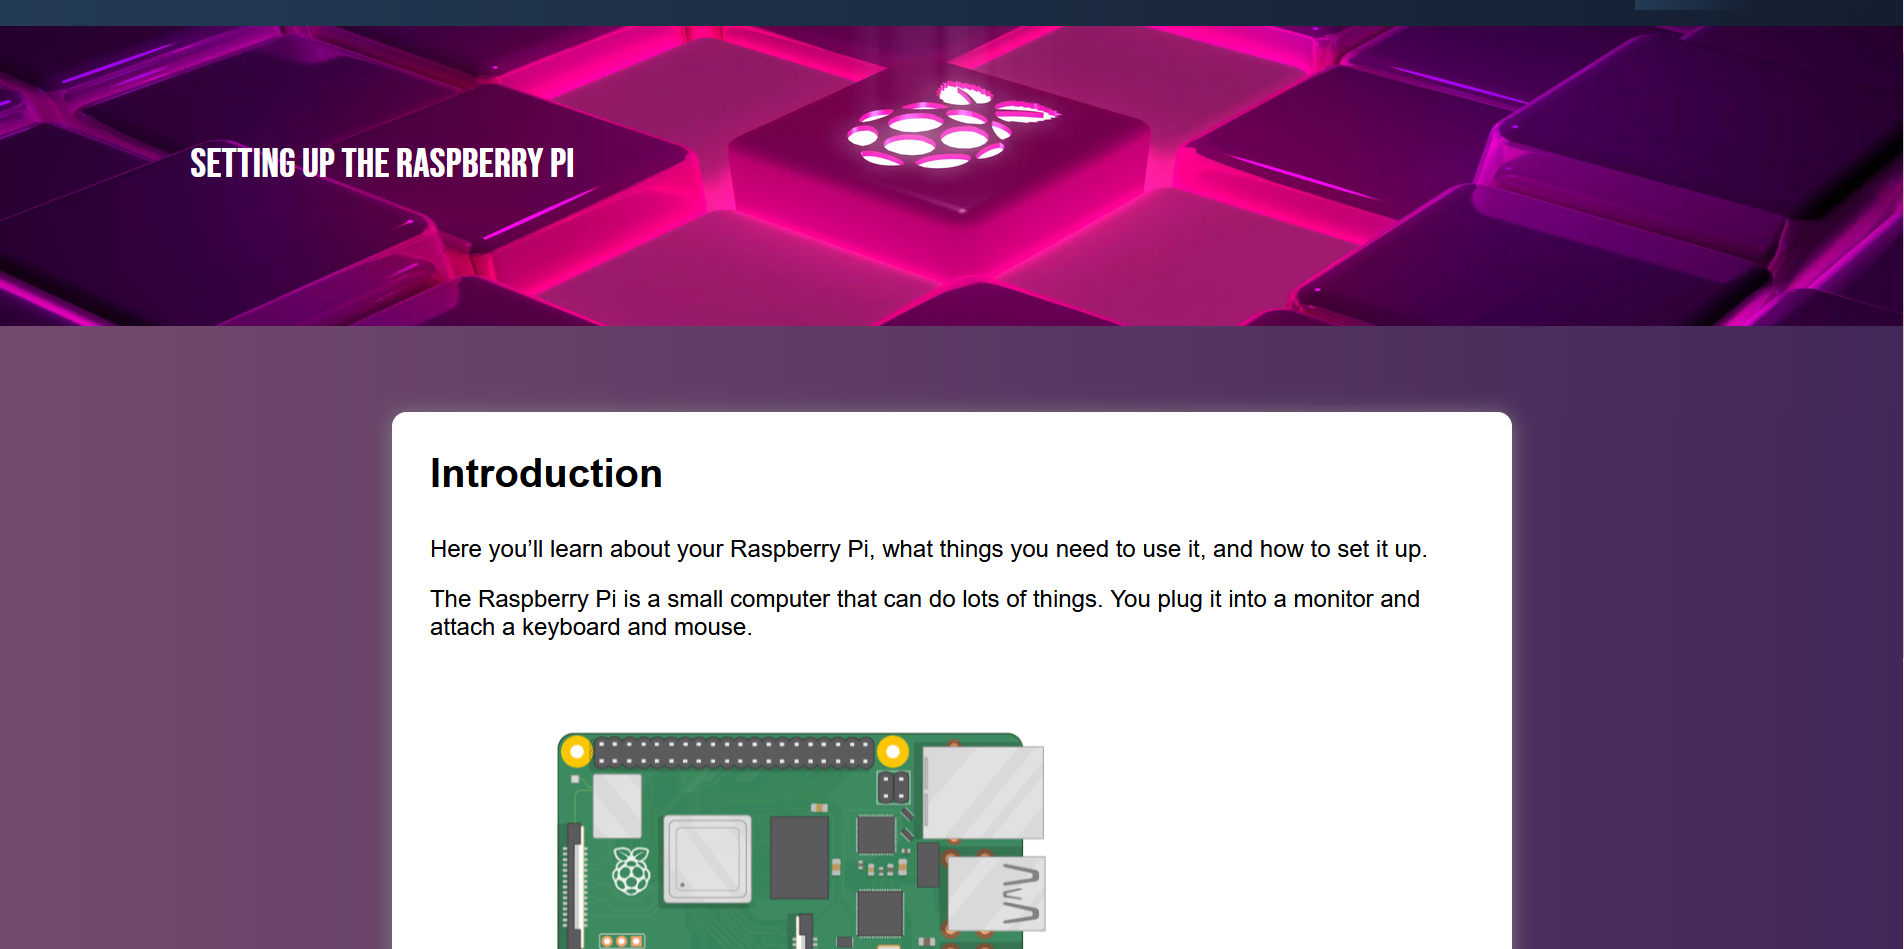 SETTING UP THE RASPBERRY PI
Introduction
Here you’ll learn about your Raspberry Pi, what things you need to use it, and how to set it up.
The Raspberry Pi is a small computer that can do lots of things. You plug it into a monitor and
attach a keyboard and mouse.